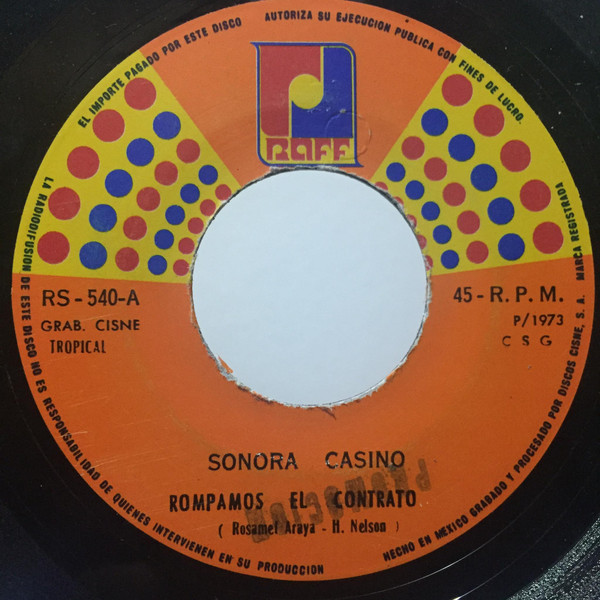 EL IMPORTE PAGADO POR ESTE DISCO AUTORIZA SU EJECUCION PUBLICA CON FINES DE LUCRO.
RAFF
RS-540-A
GRAB. CISNE
TROPICAL
45-R.P.M.
P/1973
C S G
MARCA REGISTRADA
SONORA CASINO
ROMPAMOS EL CONTRATO
( Rosamel Araya - H. Nelson )
PROMOCION
LA RADIODIFUSION DE ESTE DISCO NO ES RESPONSABILIDAD DE QUIENES INTERVIENEN EN SU PRODUCCION
HECHO EN MEXICO GRABADO Y PROCESADO POR DISCOS CISNE, S.A.